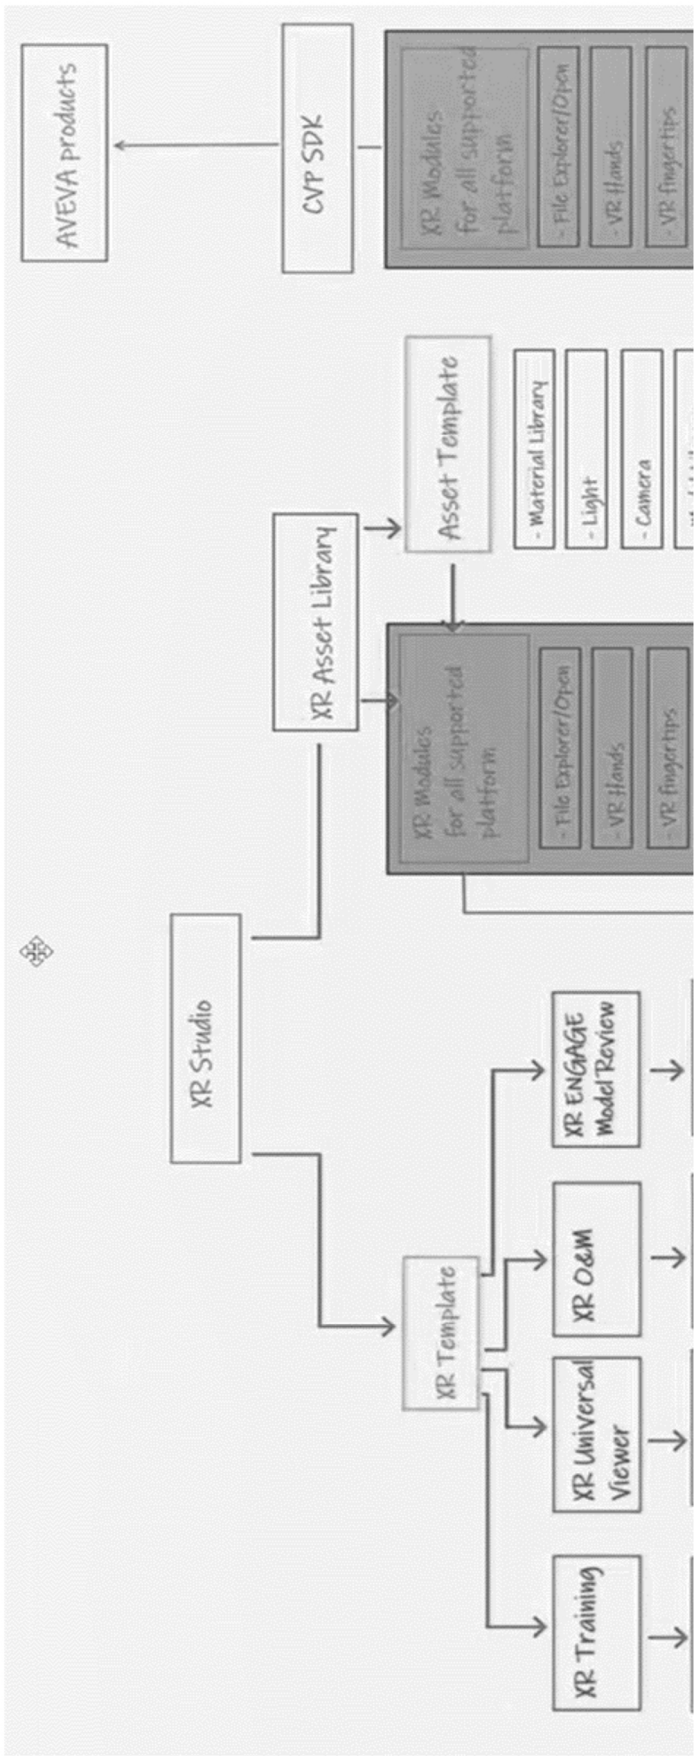 XR Studio
XR Template
XR Training
XR Universal
Viewer
XR O&M
XR ENGAGE
Model Review
XR Asset Library
XR Modules
for all supported
platform
- File Explorer/Open
- VR Hands
- VR fingertips
Asset Template
- Material Library
- Light
- Camera
AVEVA products
CVP SDK
XR Modules
for all supported
platform
- File Explorer/Open
- VR Hands
- VR fingertips